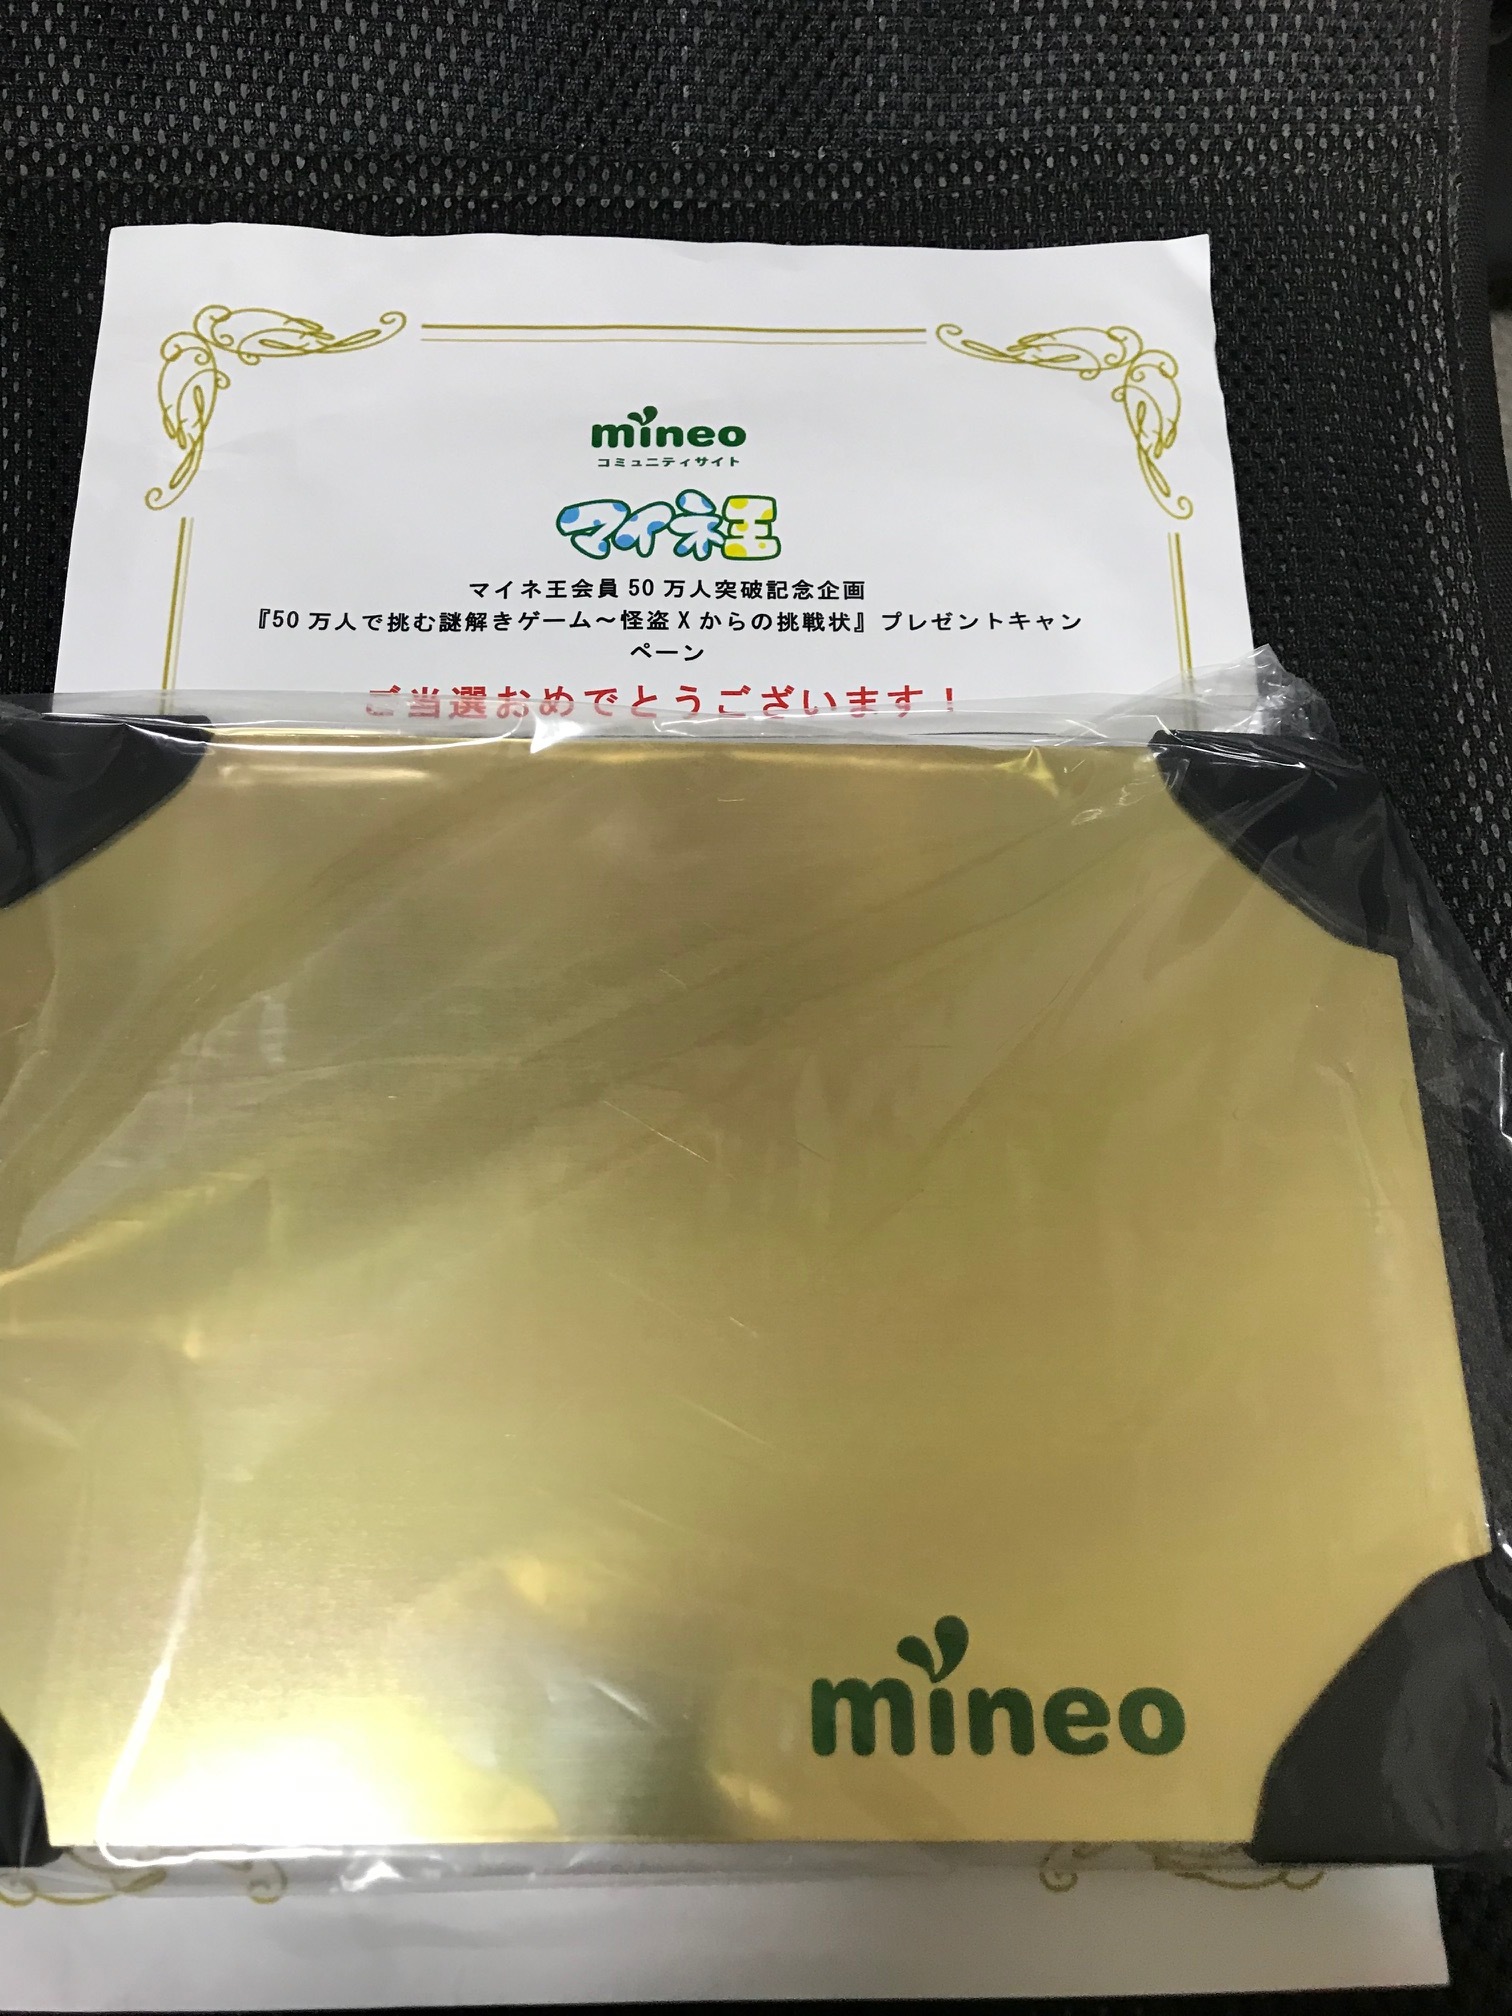 mineo
コミュニティサイト
マイネ王
マイネ王会員50万人突破記念企画
『50万人で挑む謎解きゲーム～怪盗Xからの挑戦状』プレゼントキャン
ペーン
ご当選おめでとうございます！
mineo